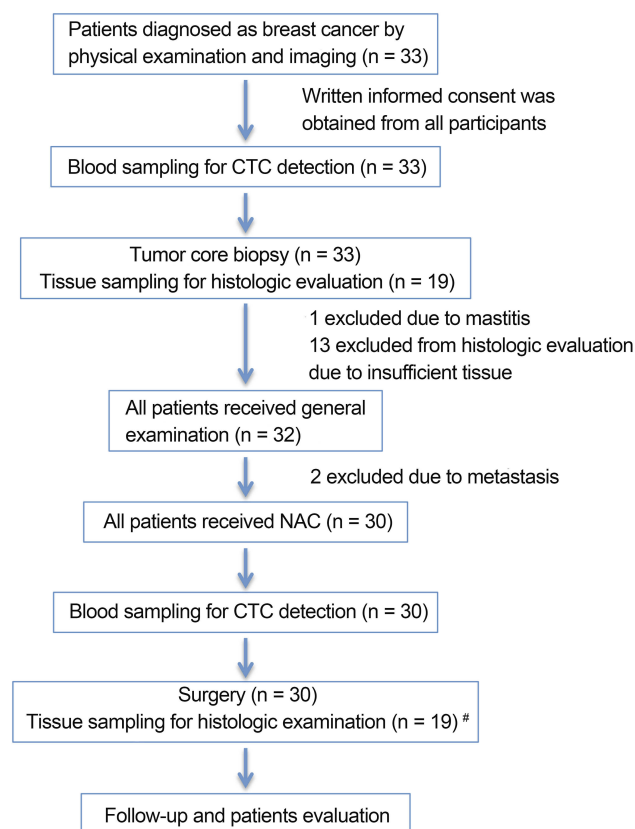 Patients diagnosed as breast cancer by
physical examination and imaging (n = 33)
Written informed consent was
obtained from all participants
Blood sampling for CTC detection (n = 33)
Tumor core biopsy (n = 33)
Tissue sampling for histologic evaluation (n = 19)
1 excluded due to mastitis
13 excluded from histologic evaluation
due to insufficient tissue
All patients received general
examination (n = 32)
2 excluded due to metastasis
All patients received NAC (n = 30)
Blood sampling for CTC detection (n = 30)
Surgery (n = 30)
Tissue sampling for histologic examination (n = 19) #
Follow-up and patients evaluation